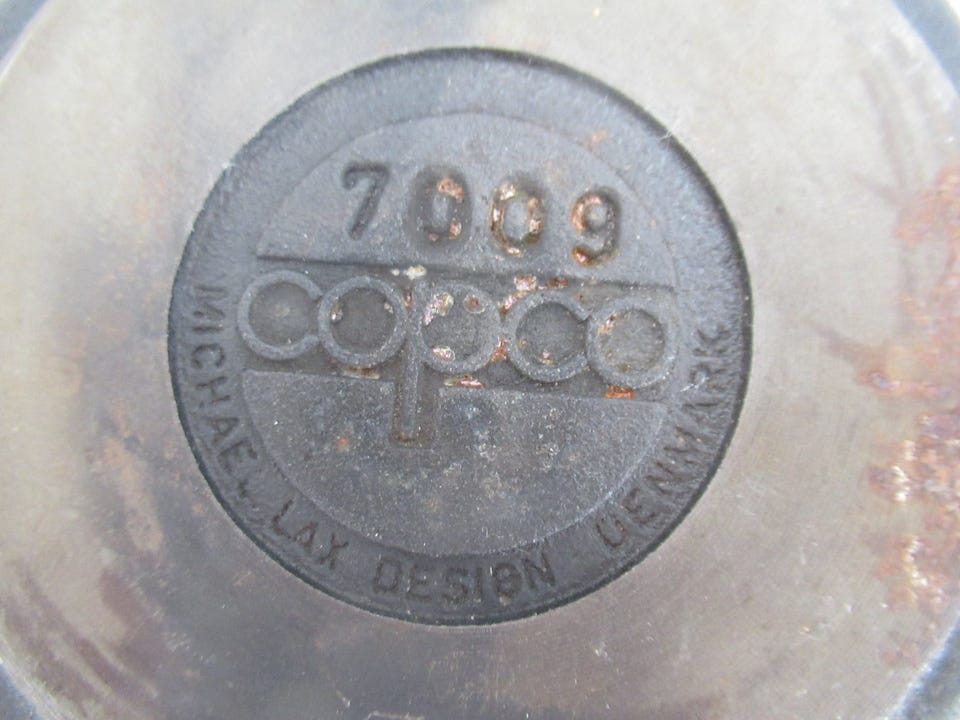 7009
copco
MICHAEL LAX DESIGN DENMARK